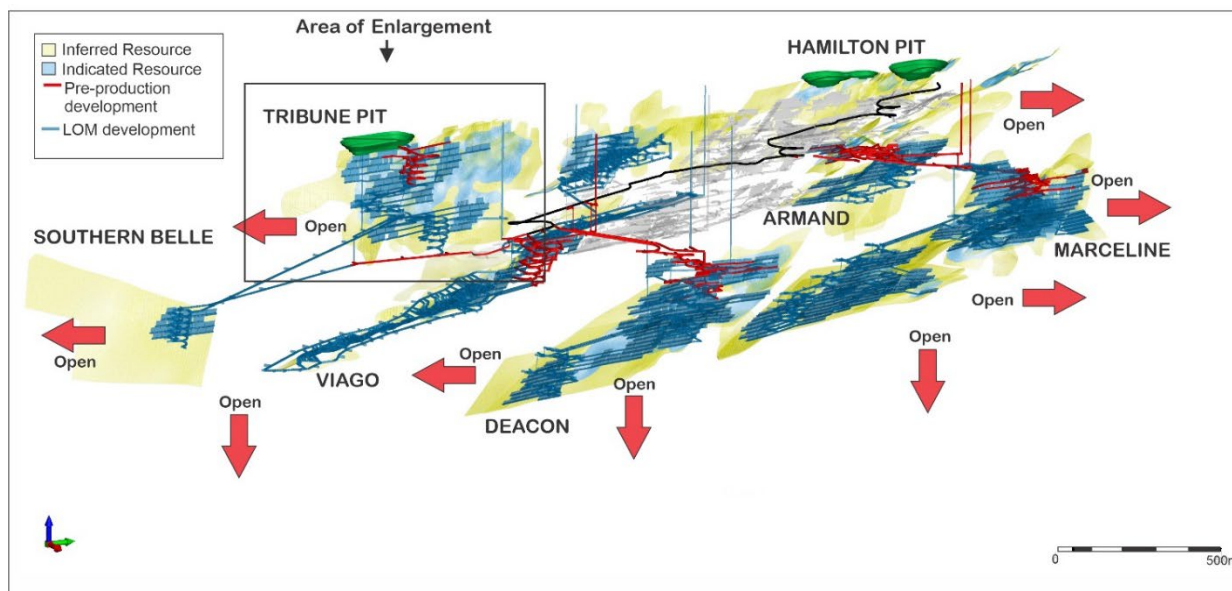 Area of Enlargement
Inferred Resource
Indicated Resource
Pre-production
development
LOM development
HAMILTON PIT
TRIBUNE PIT
Open
Open
Open
SOUTHERN BELLE
ARMAND
MARCELINE
Open
Open
Open
VIAGO
Open
Open
Open
DEACON
0
500m